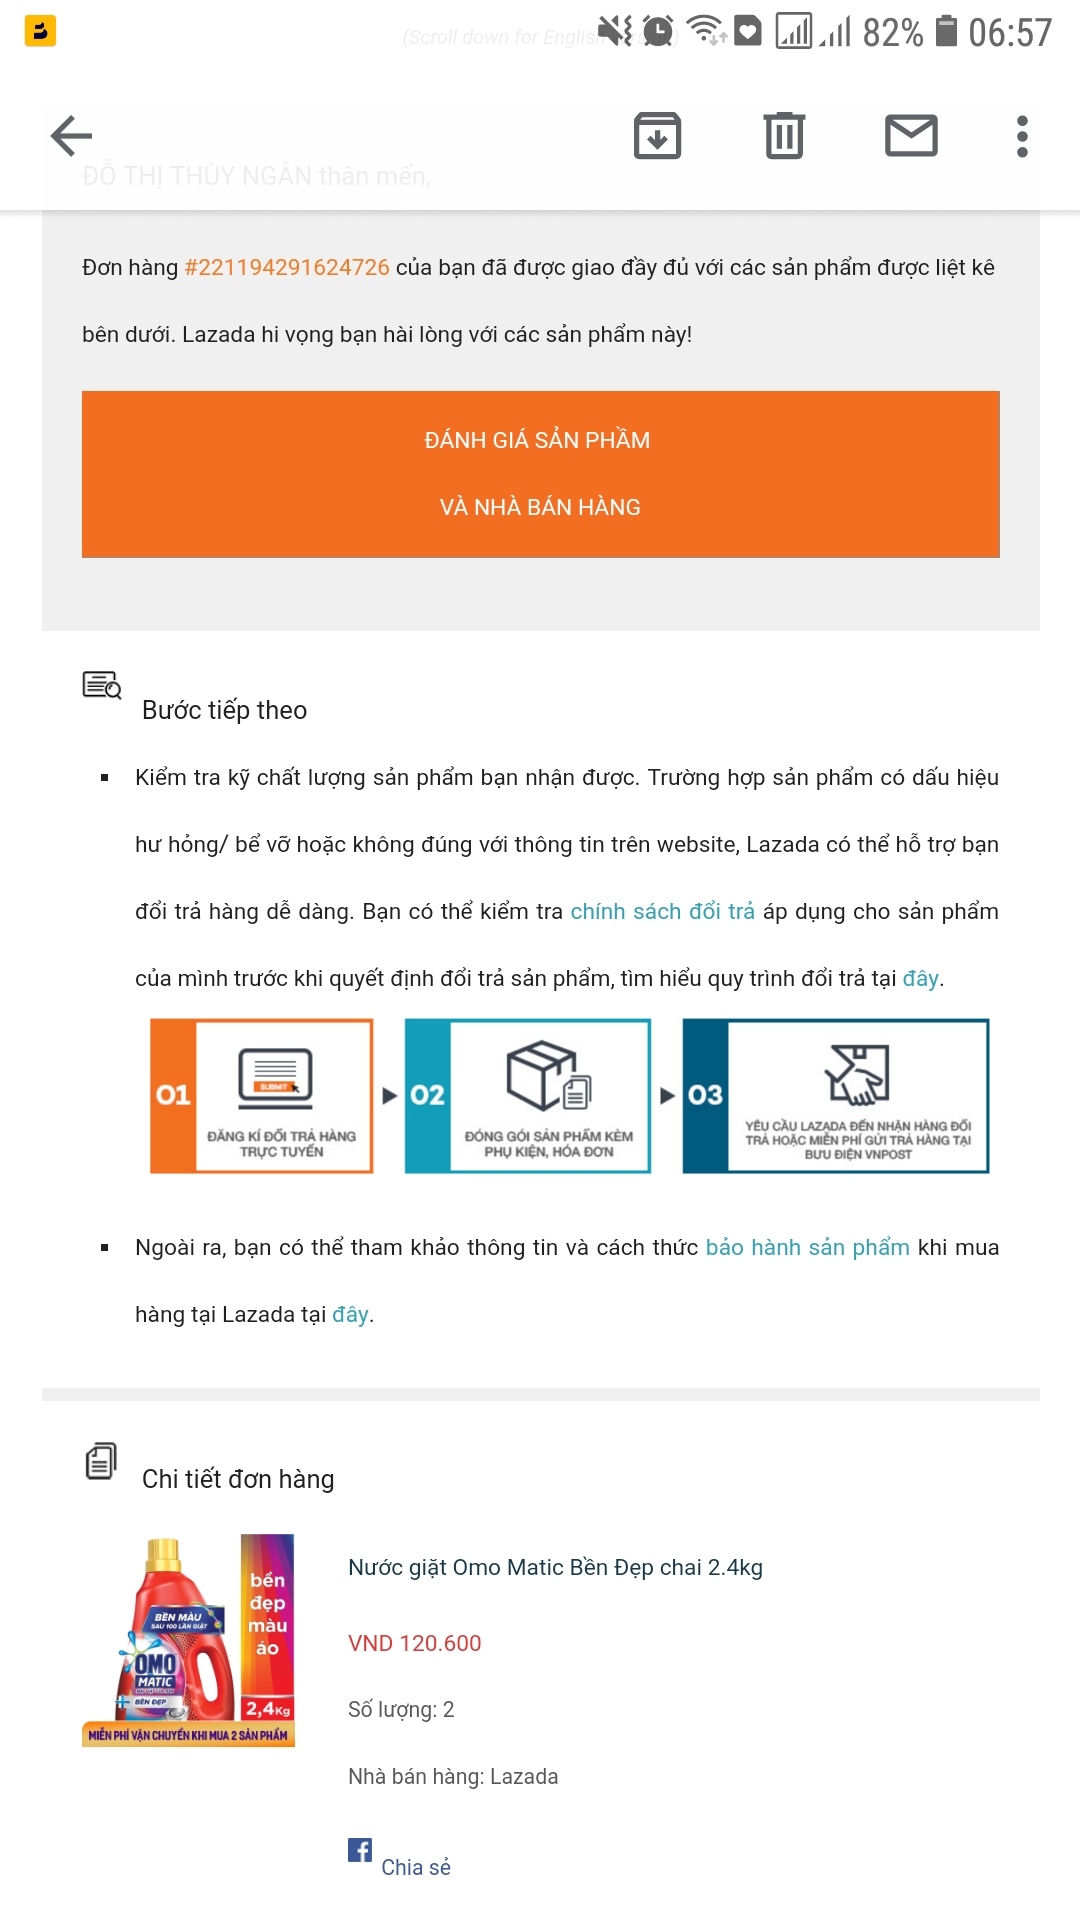 (Scroll down for English version)
82% 06:57
ĐỖ THỊ THÙY NGÂN thân mến,
Đơn hàng #221194291624726 của bạn đã được giao đầy đủ với các sản phẩm được liệt kê
bên dưới. Lazada hi vọng bạn hài lòng với các sản phẩm này!
ĐÁNH GIÁ SẢN PHẦM
VÀ NHÀ BÁN HÀNG
Bước tiếp theo
▪ Kiểm tra kỹ chất lượng sản phẩm bạn nhận được. Trường hợp sản phẩm có dấu hiệu
hư hỏng/ bể vỡ hoặc không đúng với thông tin trên website, Lazada có thể hỗ trợ bạn
đổi trả hàng dễ dàng. Bạn có thể kiểm tra chính sách đổi trả áp dụng cho sản phẩm
của mình trước khi quyết định đổi trả sản phẩm, tìm hiểu quy trình đổi trả tại đây.
01
SUBMIT
ĐĂNG KÍ ĐỔI TRẢ HÀNG
TRỰC TUYẾN
02
ĐÓNG GÓI SẢN PHẨM KÈM
PHỤ KIỆN, HÓA ĐƠN
03
YÊU CẦU LAZADA ĐẾN NHẬN HÀNG ĐỔI
TRẢ HOẶC MIỄN PHÍ GỬI TRẢ HÀNG TẠI
BƯU ĐIỆN VNPOST
▪ Ngoài ra, bạn có thể tham khảo thông tin và cách thức bảo hành sản phẩm khi mua
hàng tại Lazada tại đây.
Chi tiết đơn hàng
bền
đẹp
màu
áo
BỀN MÀU
SAU 100 LẦN GIẶT
OMO
MATIC
BỀN ĐẸP
2,4Kg
MIỄN PHÍ VẬN CHUYỂN KHI MUA 2 SẢN PHẨM
Nước giặt Omo Matic Bền Đẹp chai 2.4kg
VND 120.600
Số lượng: 2
Nhà bán hàng: Lazada
Chia sẻ